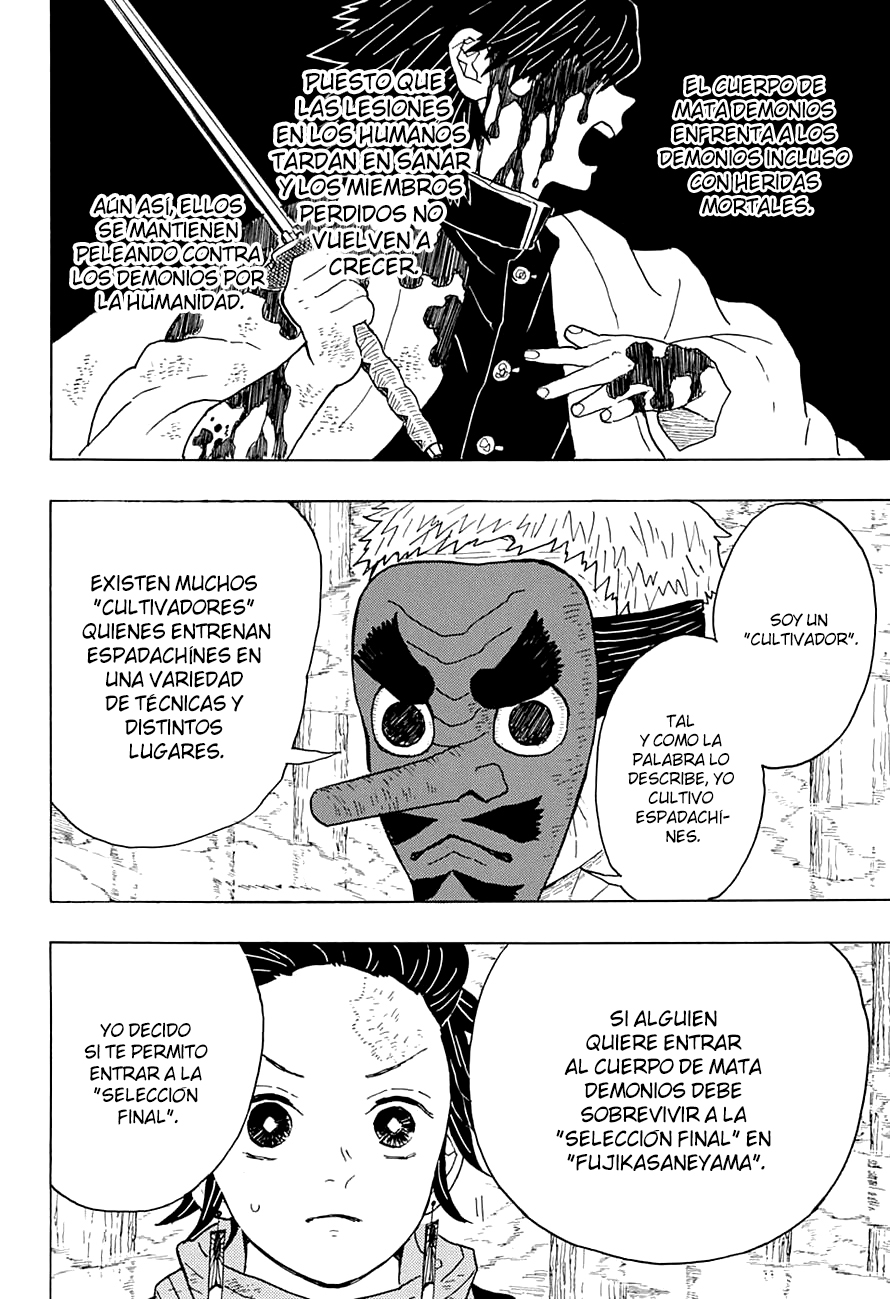 EL CUERPO DE
MATA DEMONIOS
ENFRENTA A LOS
DEMONIOS INCLUSO
CON HERIDAS
MORTALES.
PUESTO QUE
LAS LESIONES
EN LOS HUMANOS
TARDAN EN SANAR
Y LOS MIEMBROS
PERDIDOS NO
VUELVEN A
CRECER.
AÚN ASÍ, ELLOS
SE MANTIENEN
PELEANDO CONTRA
LOS DEMONIOS POR
LA HUMANIDAD.
SOY UN
"CULTIVADOR".
TAL
Y COMO LA
PALABRA LO
DESCRIBE, YO
CULTIVO
ESPADACHÍ-
NES.
EXISTEN MUCHOS
"CULTIVADORES"
QUIENES ENTRENAN
ESPADACHÍNES EN
UNA VARIEDAD
DE TÉCNICAS Y
DISTINTOS
LUGARES.
SI ALGUIEN
QUIERE ENTRAR
AL CUERPO DE MATA
DEMONIOS DEBE
SOBREVIVIR A LA
"SELECCIÓN FINAL" EN
"FUJIKASANEYAMA".
YO DECIDO
SI TE PERMITO
ENTRAR A LA
"SELECCIÓN
FINAL".